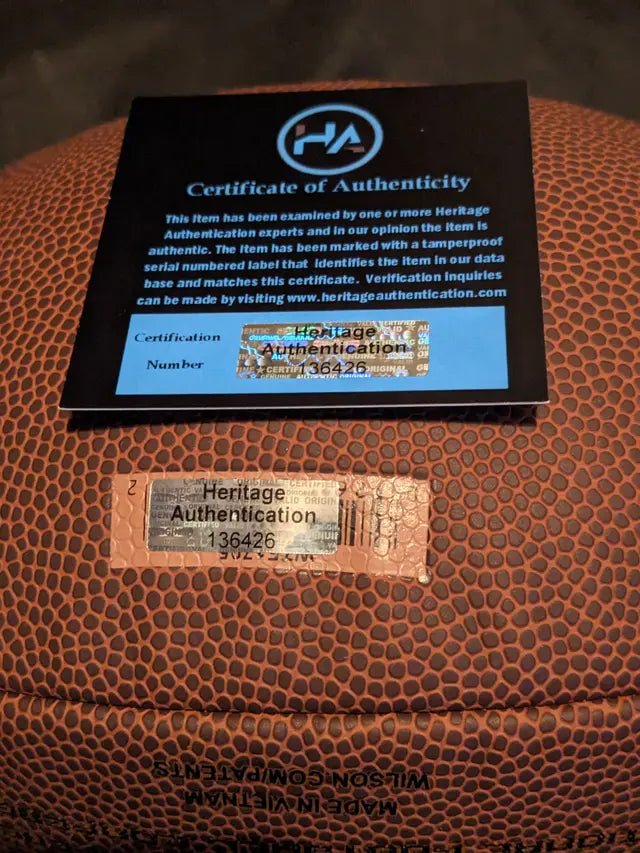 HA
Certificate of Authenticity
This item has been examined by one or more Heritage
Authentication experts and in our opinion the item is
authentic. The item has been marked with a tamperproof
serial numbered label that identifies the item in our data
base and matches this certificate. Verification inquiries
can be made by visiting www.heritageauthentication.com
Certification
Number
Heritage
Authentication
136426
2
Heritage
Authentication
136426
WILSON.COM/PATENTS
MADE IN VIETNAM